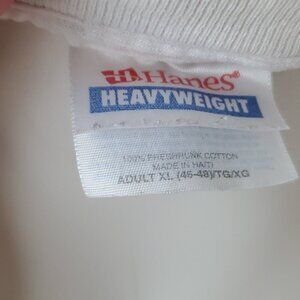 Hanes
HEAVYWEIGHT
100% PRESHRUNK COTTON
MADE IN HAITI
ADULT XL (46-48)/TG/XG